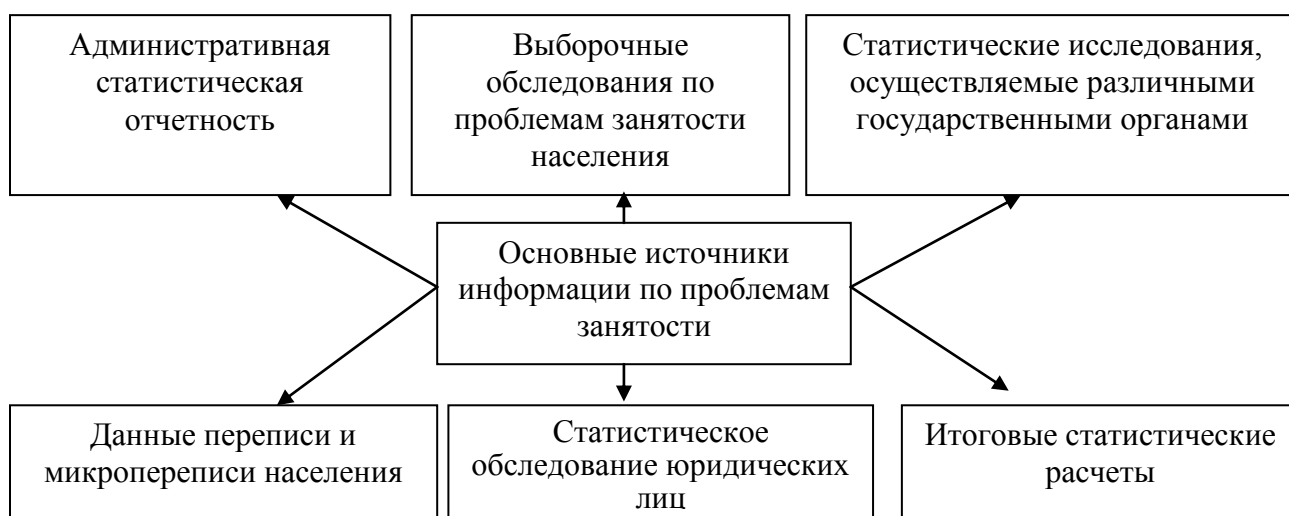 Административная
статистическая
отчетность
Выборочные
обследования по
проблемам занятости
населения
Статистические исследования,
осуществляемые различными
государственными органами
Основные источники
информации по проблемам
занятости
Данные переписи и
микропереписи населения
Статистическое
обследование юридических
лиц
Итоговые статистические
расчеты